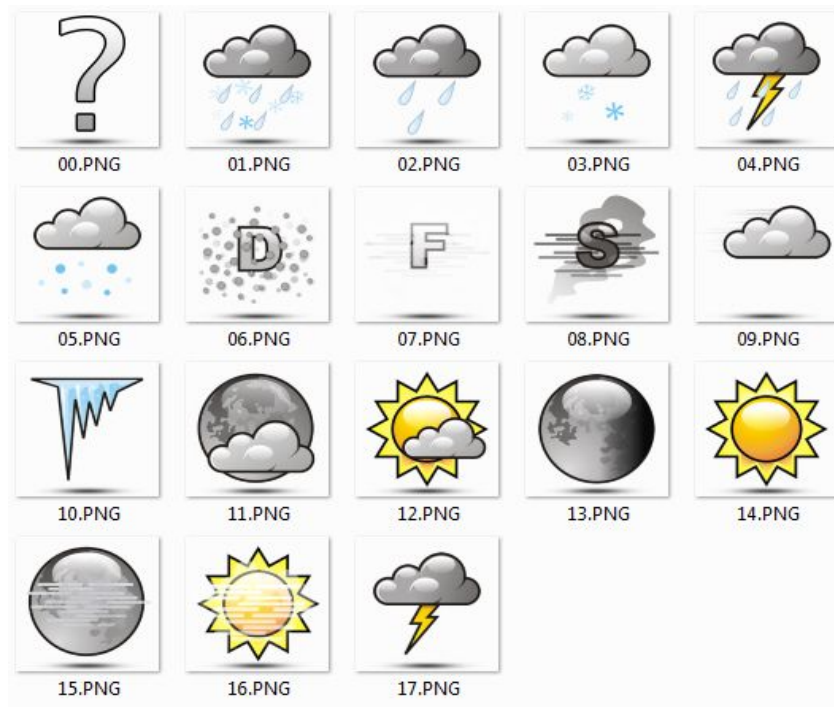 ?
00.PNG 01.PNG 02.PNG 03.PNG 04.PNG
D F S
05.PNG 06.PNG 07.PNG 08.PNG 09.PNG
10.PNG 11.PNG 12.PNG 13.PNG 14.PNG
15.PNG 16.PNG 17.PNG